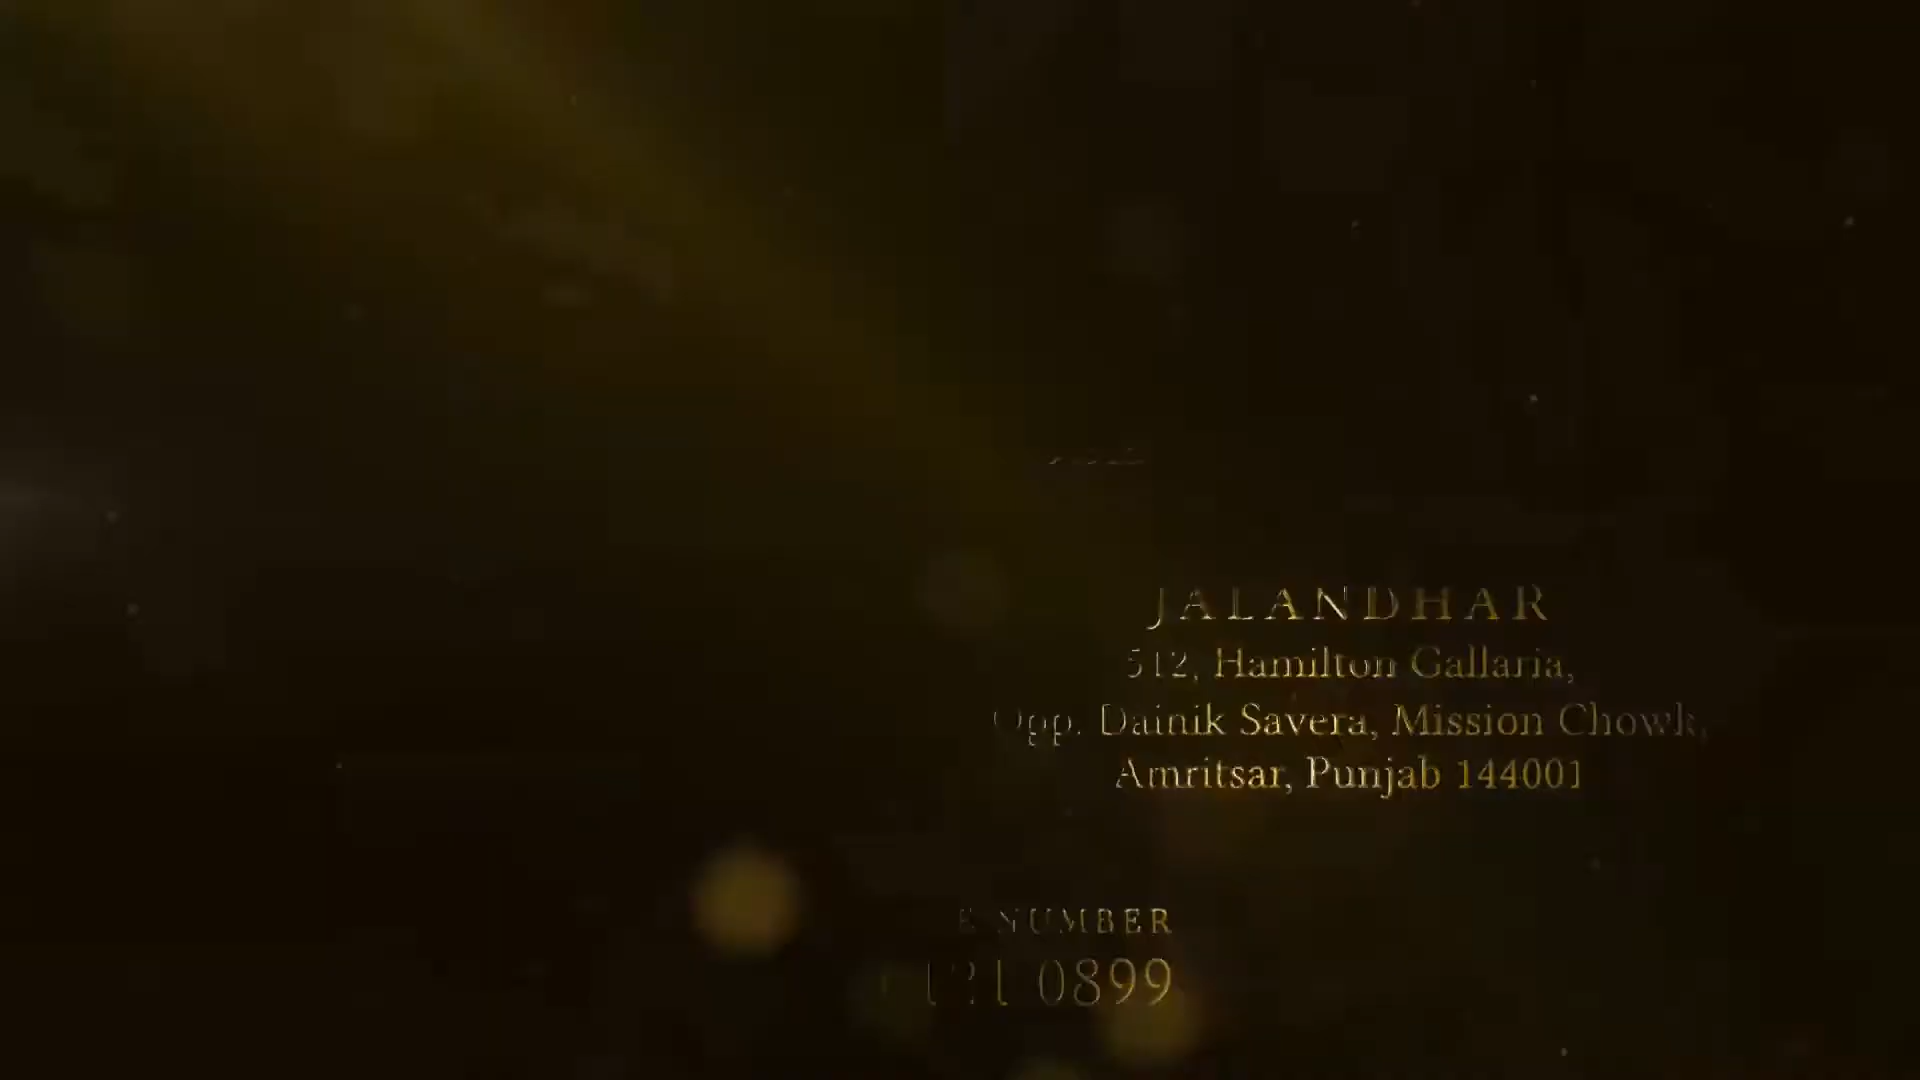 JALANDHAR
512, Hamilton Gallaria,
Opp. Dainik Savera, Mission Chowk,
Amritsar, Punjab 144001
NUMBER
0899